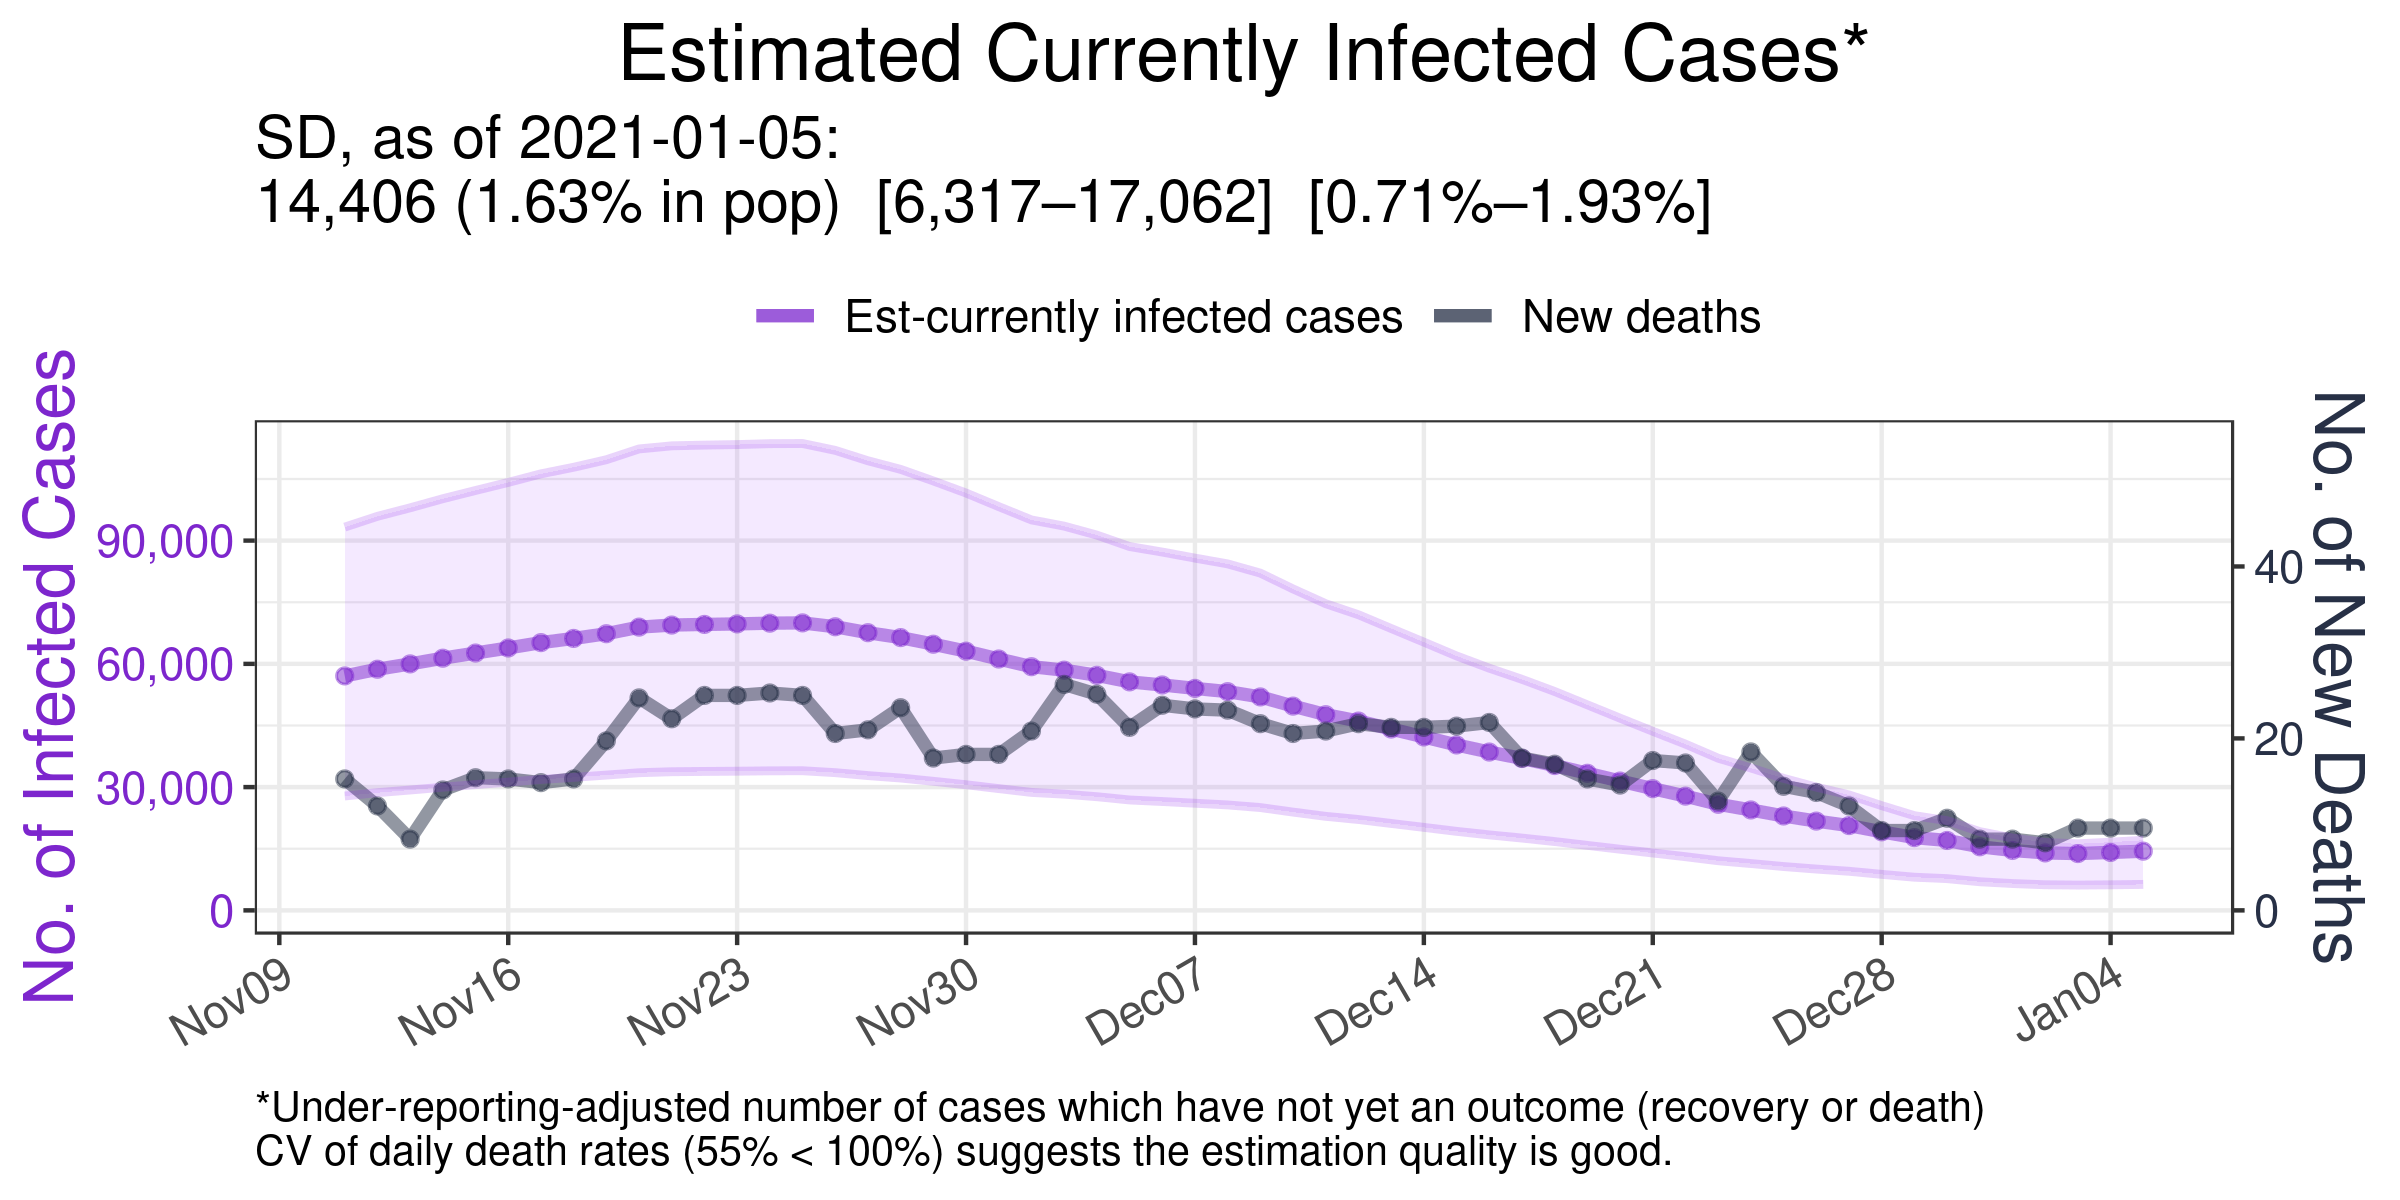 Estimated Currently Infected Cases*
SD, as of 2021-01-05:
14,406 (1.63% in pop)  [6,317–17,062]  [0.71%–1.93%]
Est-currently infected cases
New deaths
No. of Infected Cases
90,000
60,000
30,000
0
No. of New Deaths
40
20
0
Nov09
Nov16
Nov23
Nov30
Dec07
Dec14
Dec21
Dec28
Jan04
*Under-reporting-adjusted number of cases which have not yet an outcome (recovery or death)
CV of daily death rates (55% < 100%) suggests the estimation quality is good.